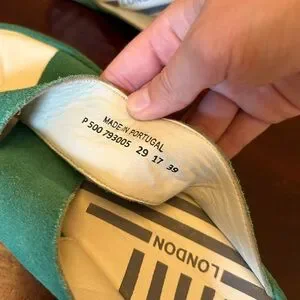 MADE IN PORTUGAL
P 500 793005 29 17 39
LONDON